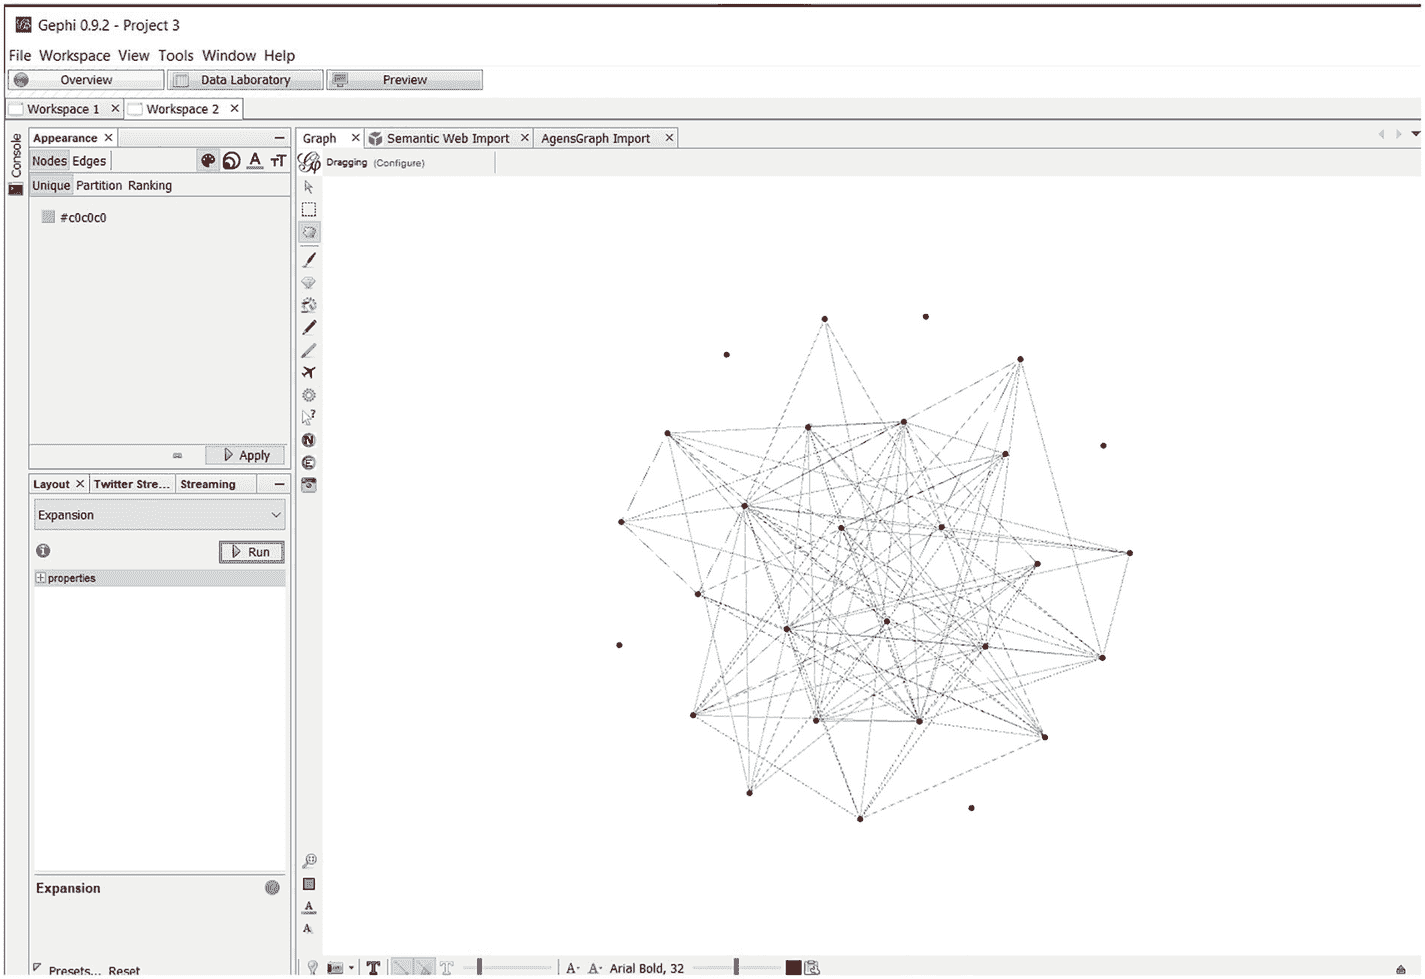 Gephi 0.9.2 - Project 3
File Workspace View Tools Window Help
Overview Data Laboratory Preview
Workspace 1 Workspace 2
Console
Appearance
Nodes Edges
Unique Partition Ranking
#c0c0c0
Apply
Layout Twitter Stre... Streaming
Expansion
Run
properties
Expansion
Presets... Reset
Graph Semantic Web Import AgensGraph Import
Dragging (Configure)
Arial Bold, 32